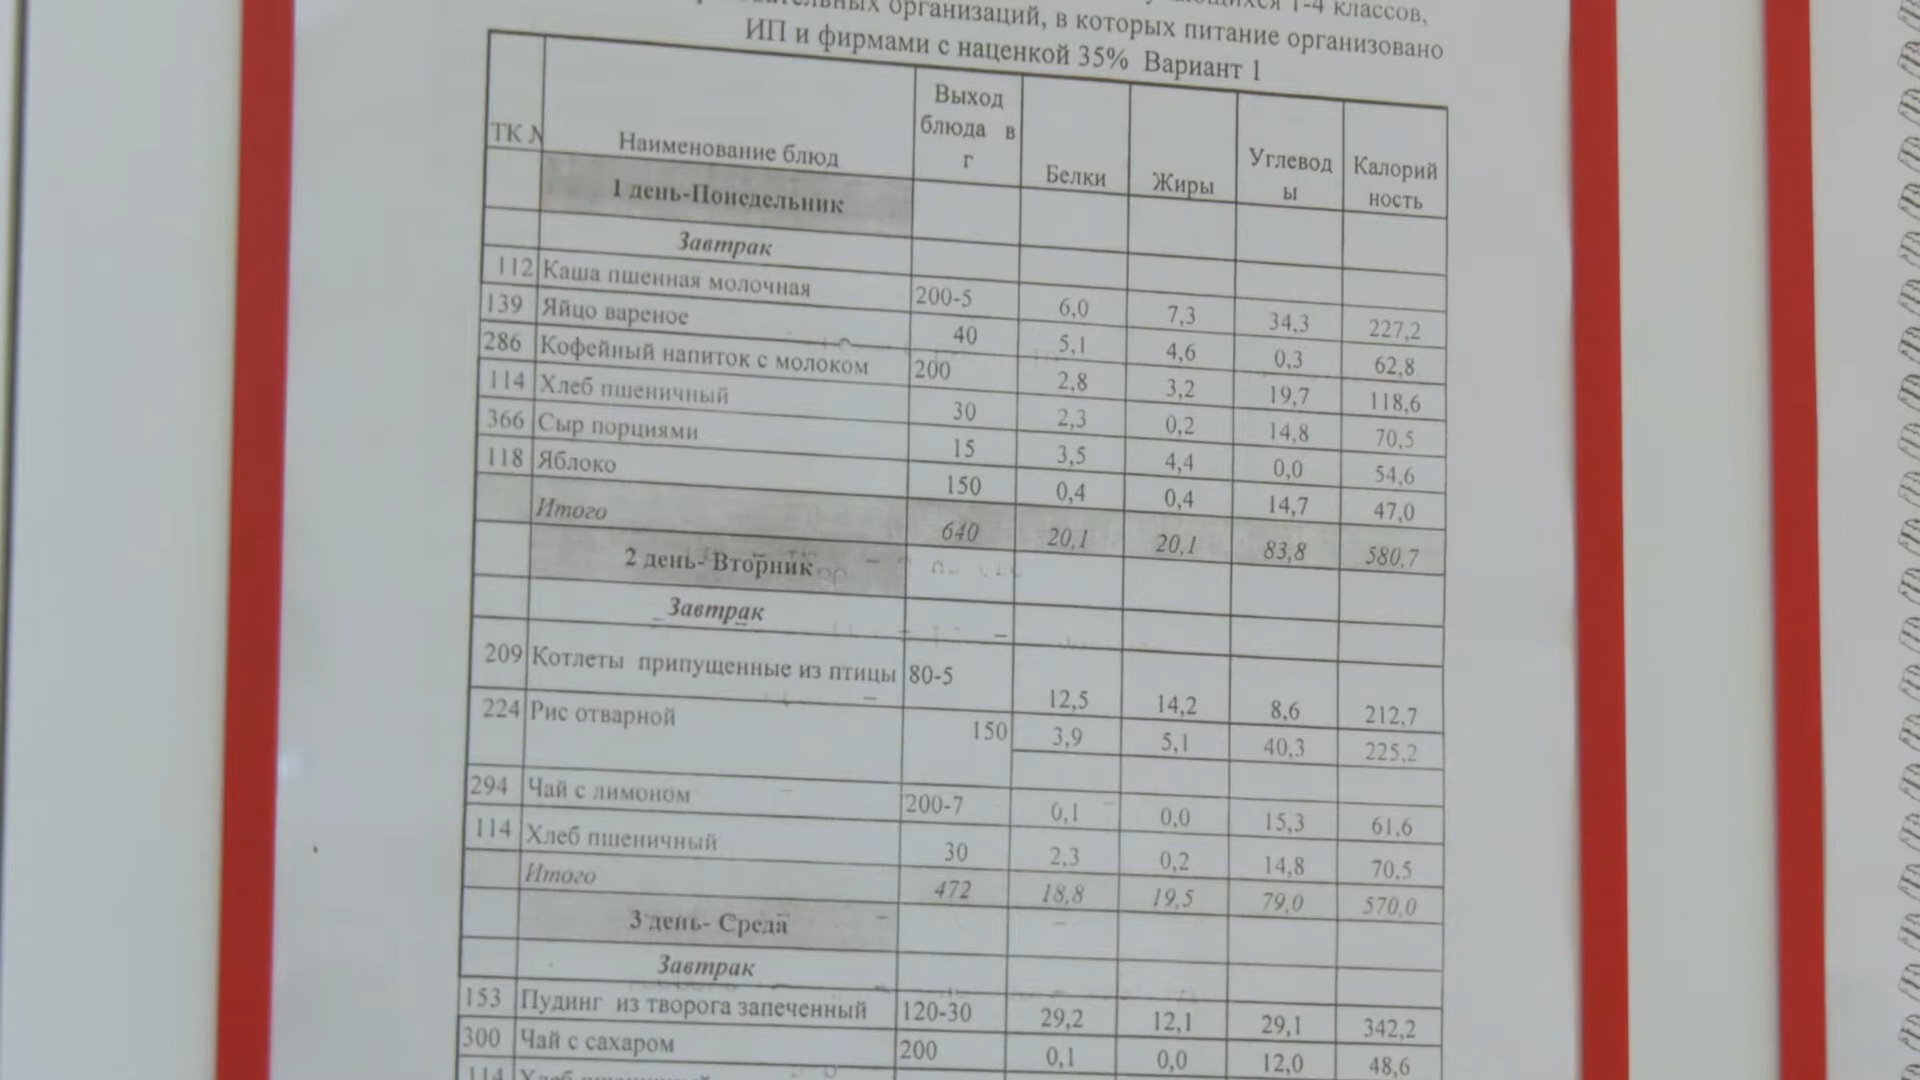 1-4 классов,
организаций, в которых питание организовано
ИП и фирмами с наценкой 35% Вариант 1
ТК № Наименование блюд Выход блюда в г Белки Жиры Углеводы Калорийность
1 день-Понедельник
Завтрак
112 Каша пшенная молочная 200-5 6,0 7,3 34,3 227,2
139 Яйцо вареное 40 5,1 4,6 0,3 62,8
286 Кофейный напиток с молоком 200 2,8 3,2 19,7 118,6
114 Хлеб пшеничный 30 2,3 0,2 14,8 70,5
366 Сыр порциями 15 3,5 4,4 0,0 54,6
118 Яблоко 150 0,4 0,4 14,7 47,0
Итого 640 20,1 20,1 83,8 580,7
2 день- Вторник
Завтрак
209 Котлеты припущенные из птицы 80-5 12,5 14,2 8,6 212,7
224 Рис отварной 150 3,9 5,1 40,3 225,2
294 Чай с лимоном 200-7 0,1 0,0 15,3 61,6
114 Хлеб пшеничный 30 2,3 0,2 14,8 70,5
Итого 472 18,8 19,5 79,0 570,0
3 день- Среда
Завтрак
153 Пудинг из творога запеченный 120-30 29,2 12,1 29,1 342,2
300 Чай с сахаром 200 0,1 0,0 12,0 48,6
114 Хлеб